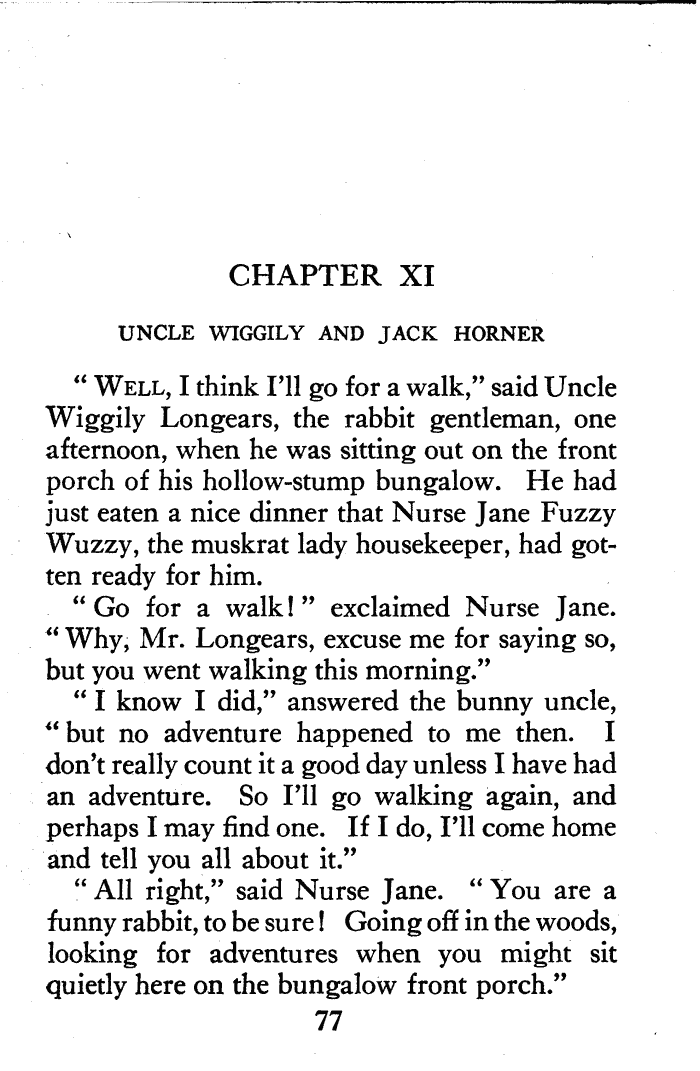 CHAPTER XI
UNCLE WIGGILY AND JACK HORNER
“ WELL, I think I’ll go for a walk,” said Uncle
Wiggily Longears, the rabbit gentleman, one
afternoon, when he was sitting out on the front
porch of his hollow-stump bungalow. He had
just eaten a nice dinner that Nurse Jane Fuzzy
Wuzzy, the muskrat lady housekeeper, had got-
ten ready for him.
“ Go for a walk! ” exclaimed Nurse Jane.
“ Why, Mr. Longears, excuse me for saying so,
but you went walking this morning.”
“ I know I did,” answered the bunny uncle,
“ but no adventure happened to me then. I
don’t really count it a good day unless I have had
an adventure. So I’ll go walking again, and
perhaps I may find one. If I do, I’ll come home
and tell you all about it.”
“ All right,” said Nurse Jane. “ You are a
funny rabbit, to be sure! Going off in the woods,
looking for adventures when you might sit
quietly here on the bungalow front porch.”
77